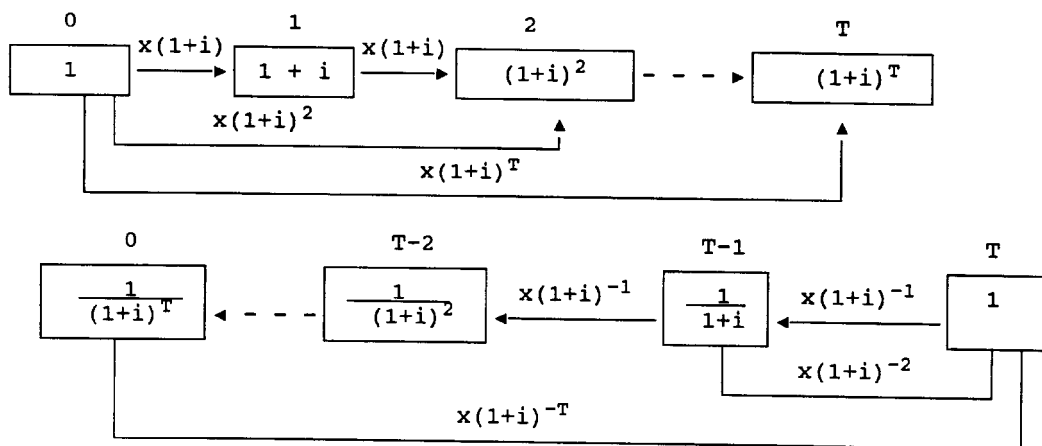 0 1 2 T
x(1+i) x(1+i)
1 1 + i (1+i)^2 (1+i)^T
x(1+i)^2
x(1+i)^T
0 T-2 T-1 T
x(1+i)^-1 x(1+i)^-1
1/(1+i)^T 1/(1+i)^2 1/1+i 1
x(1+i)^-2
x(1+i)^-T